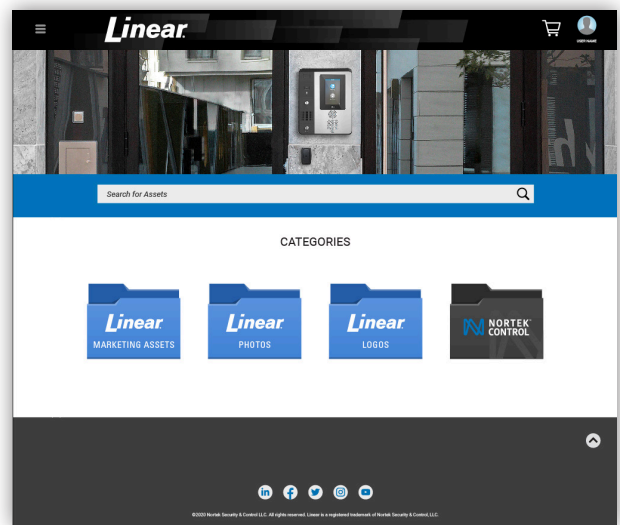 Linear
USER NAME
Search for Assets
CATEGORIES
Linear
MARKETING ASSETS
Linear
PHOTOS
Linear
LOGOS
NORTEK
CONTROL
©2020 Nortek Security & Control LLC. All rights reserved. Linear is a registered trademark of Nortek Security & Control, LLC.